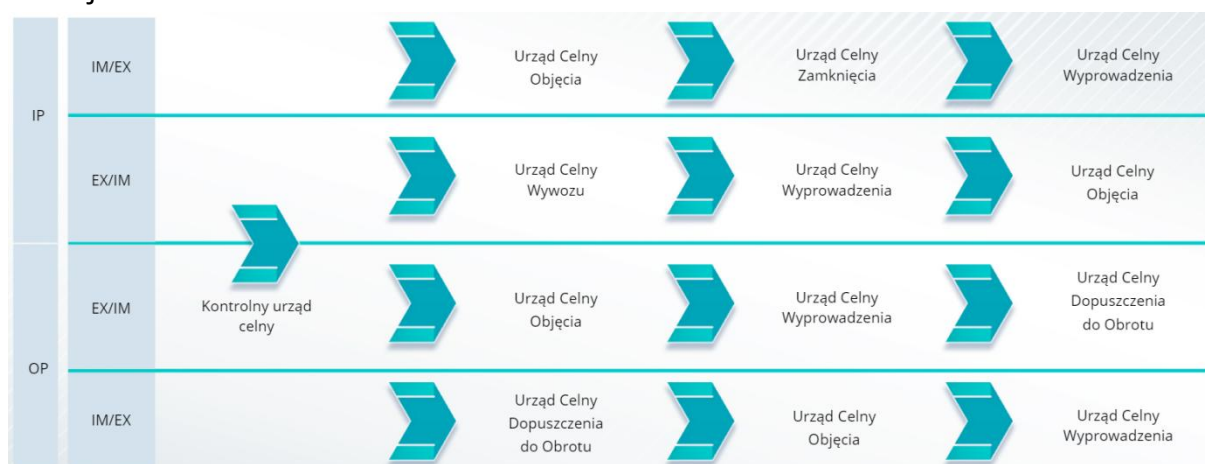 IP
IM/EX
Urząd Celny
Objęcia
Urząd Celny
Zamknięcia
Urząd Celny
Wyprowadzenia
EX/IM
Urząd Celny
Wywozu
Urząd Celny
Wyprowadzenia
Urząd Celny
Objęcia
Kontrolny urząd
celny
OP
EX/IM
Urząd Celny
Objęcia
Urząd Celny
Wyprowadzenia
Urząd Celny
Dopuszczenia
do Obrotu
IM/EX
Urząd Celny
Dopuszczenia
do Obrotu
Urząd Celny
Objęcia
Urząd Celny
Wyprowadzenia